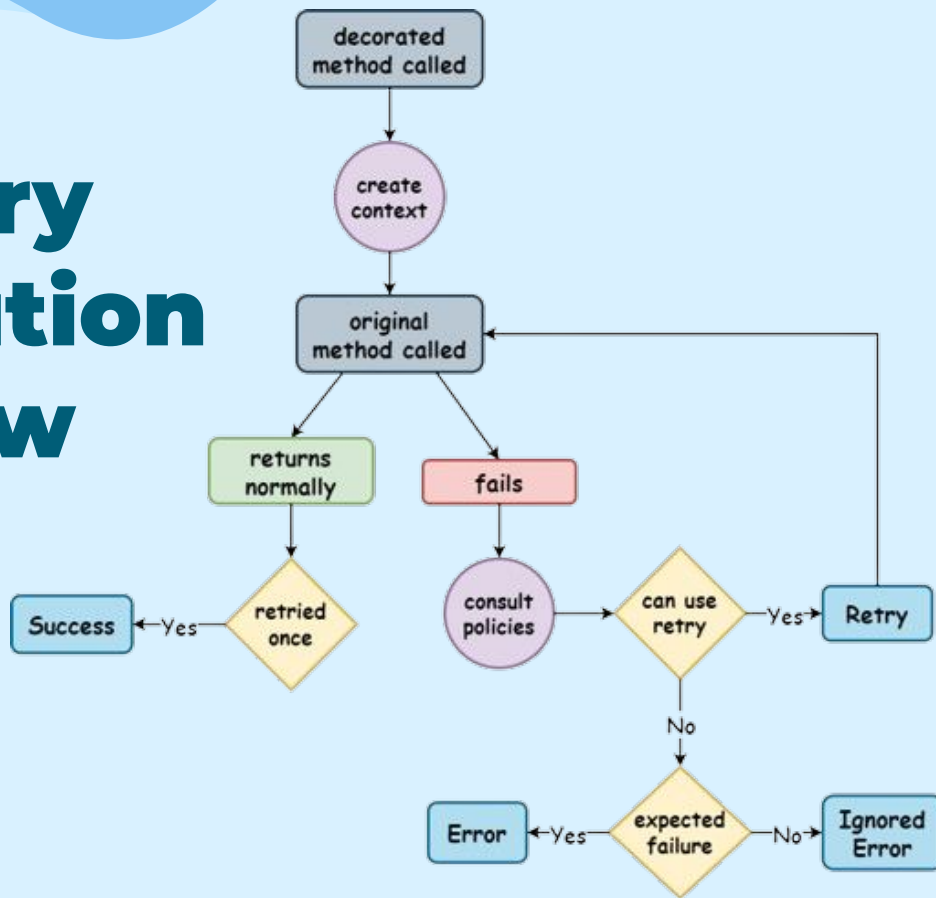 ry
ution
w
decorated
method called
create
context
original
method called
returns
normally
fails
Success
Yes
retried
once
consult
policies
can use
retry
Yes
Retry
No
Error
Yes
expected
failure
No
Ignored
Error